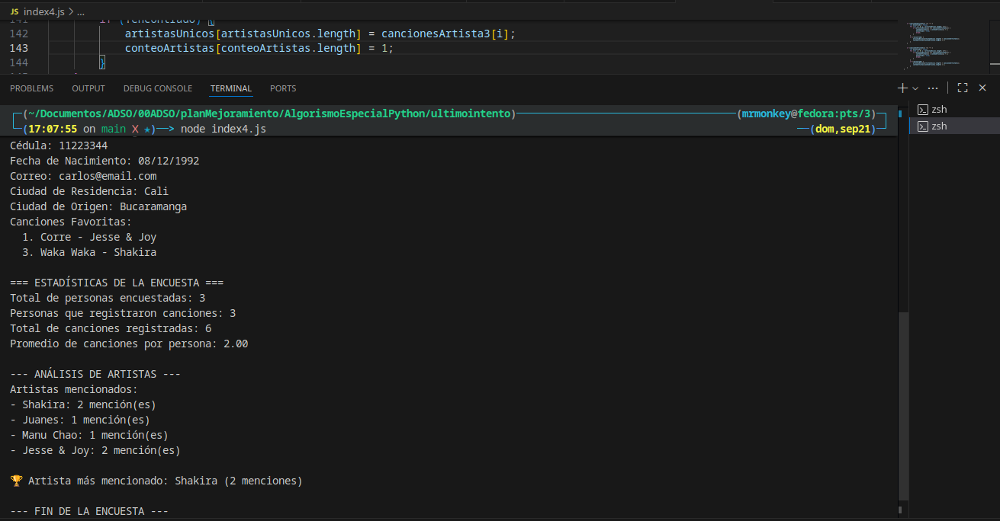 JS index4.js > ...
142 artistasUnicos[artistasUnicos.length] = cancionesArtista3[i];
143 conteoArtistas[conteoArtistas.length] = 1;
144 }
PROBLEMS OUTPUT DEBUG CONSOLE TERMINAL PORTS
(~/Documentos/ADSO/00ADSO/planMejoramiento/AlgorismoEspecialPython/ultimointento) (mrmonkey@fedora:pts/3)
(17:07:55 on main X ★)—> node index4.js (dom,sep21)
zsh
zsh
Cédula: 11223344
Fecha de Nacimiento: 08/12/1992
Correo: carlos@email.com
Ciudad de Residencia: Cali
Ciudad de Origen: Bucaramanga
Canciones Favoritas:
1. Corre - Jesse & Joy
3. Waka Waka - Shakira
=== ESTADÍSTICAS DE LA ENCUESTA ===
Total de personas encuestadas: 3
Personas que registraron canciones: 3
Total de canciones registradas: 6
Promedio de canciones por persona: 2.00
--- ANÁLISIS DE ARTISTAS ---
Artistas mencionados:
- Shakira: 2 mención(es)
- Juanes: 1 mención(es)
- Manu Chao: 1 mención(es)
- Jesse & Joy: 2 mención(es)
🏆 Artista más mencionado: Shakira (2 menciones)
--- FIN DE LA ENCUESTA ---